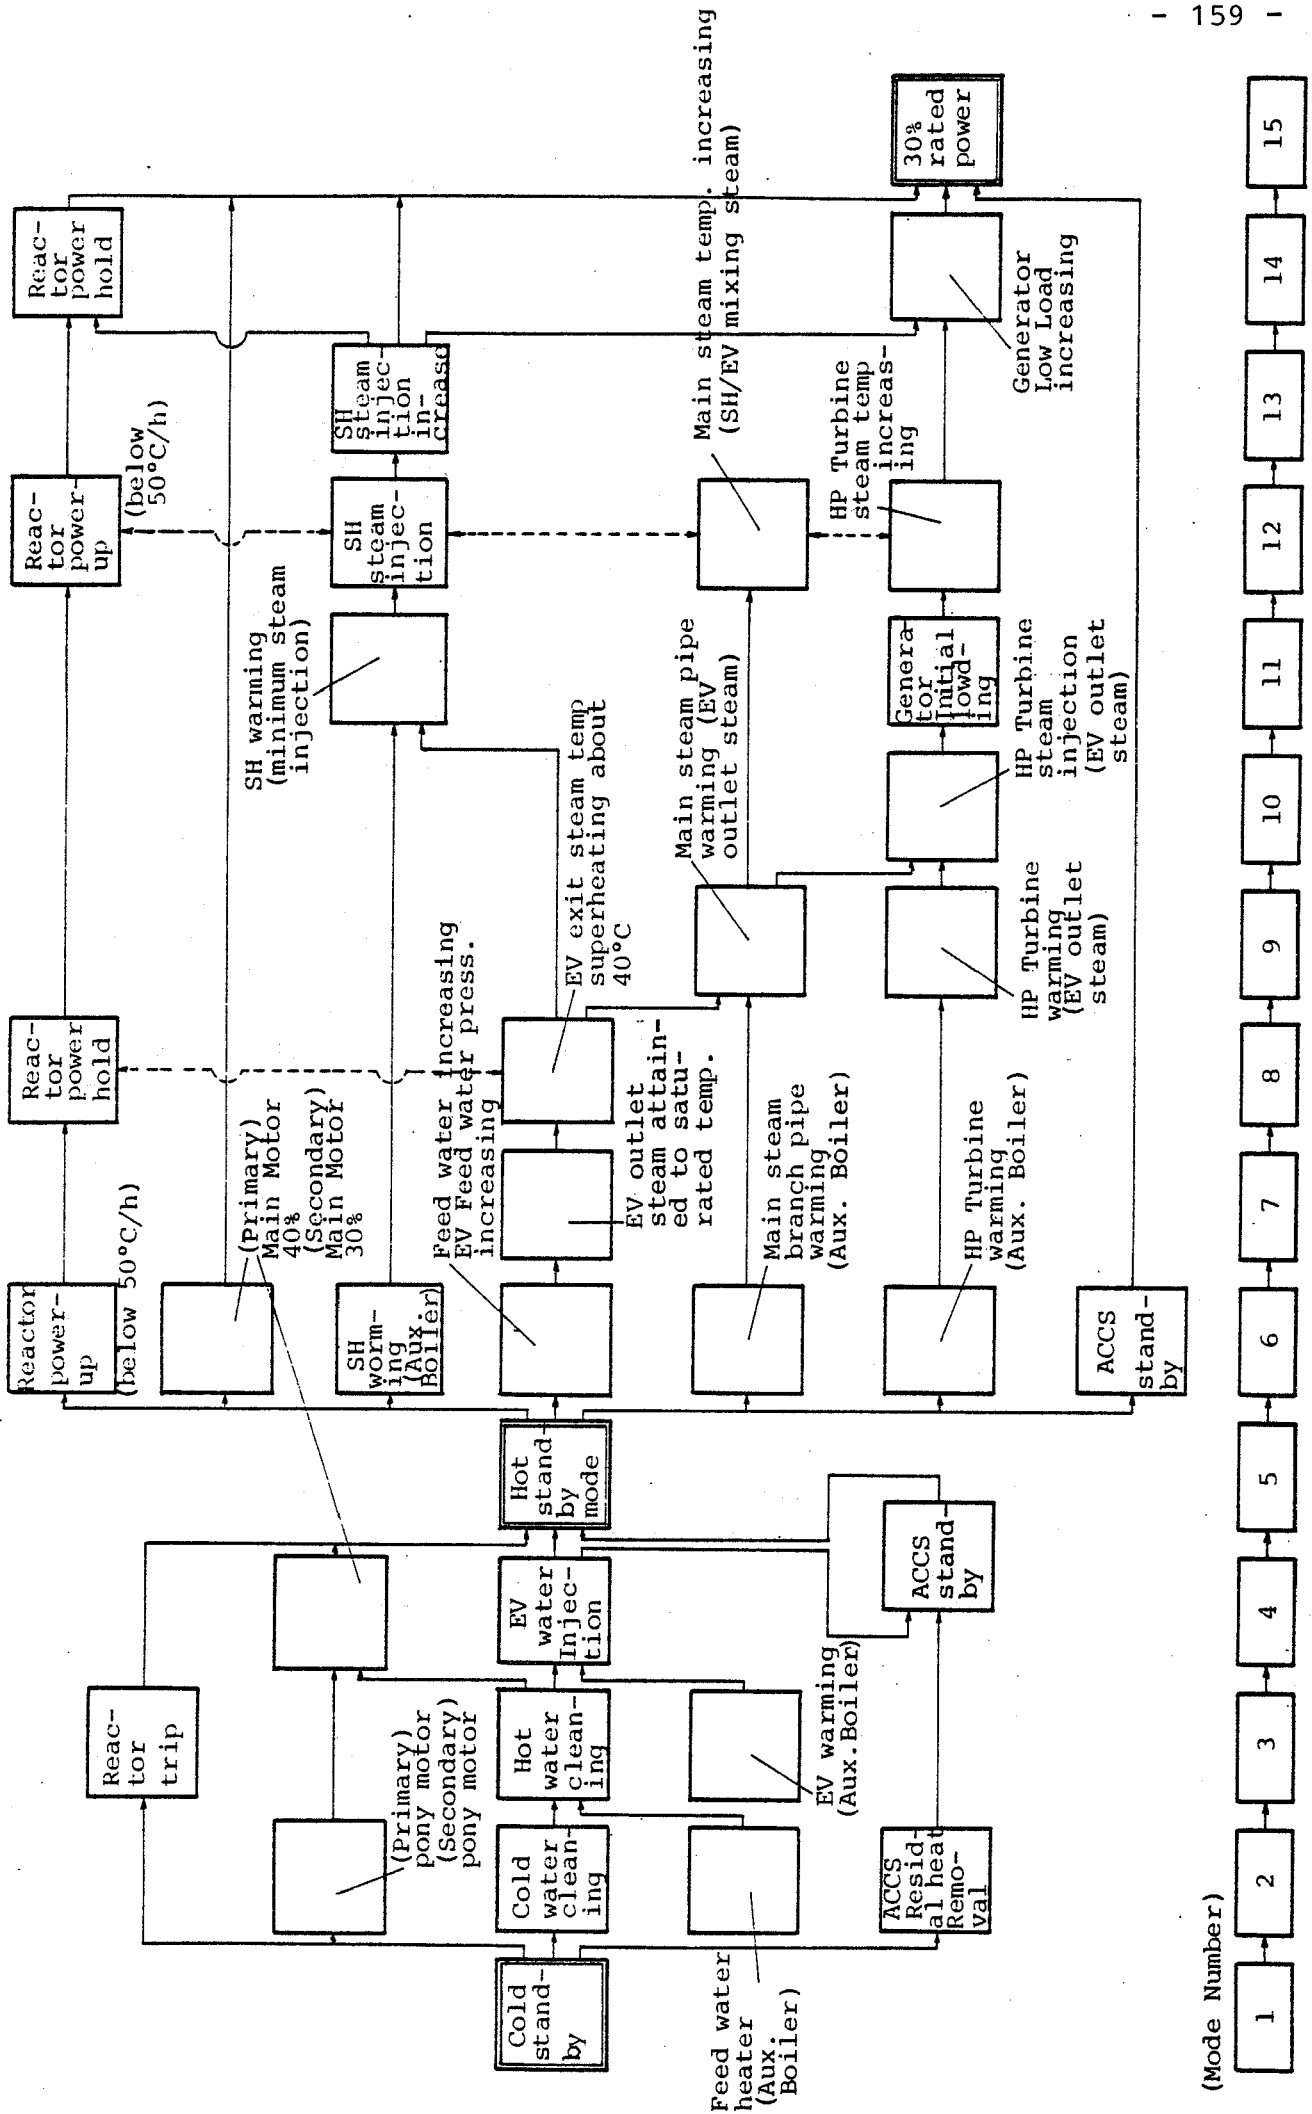 - 159 -
Cold
stand-
by
Reac-
tor
trip
(Primary)
pony motor
(Secondary)
pony motor
Cold
water
clean-
ing
Hot
water
clean-
ing
EV
water
Injec-
tion
Feed water
heater
(Aux.
Boiler)
EV warming
(Aux.Boiler)
ACCS
Resid-
al heat
Remo-
val
ACCS
stand-
by
Hot
stand-
by
mode
Reactor
power-
up
(below 50°C/h)
(Primary)
Main Motor
40%
(Secondary)
Main Motor
30%
SH
worm-
ing
(Aux.
Boiler)
Feed water increasing
EV Feed water press.
increasing
EV outlet
steam attain-
ed to satu-
rated temp.
Main steam
branch pipe
warming
(Aux. Boiler)
HP Turbine
warming
(Aux. Boiler)
ACCS
stand-
by
Reac-
tor
power
hold
EV exit steam temp
superheating about
40°C
Main steam pipe
warming (EV
outlet steam)
HP Turbine
warming
(EV outlet
steam)
HP Turbine
steam
injection
(EV outlet
steam)
SH warming
(minimum steam
injection)
Genera
tor
Initial
lowd-
ing
Reac-
tor
power-
up
(below
50°C/h)
SH
steam
injec-
tion
Main steam temp. increasing
(SH/EV mixing steam)
HP Turbine
steam temp
increas-
ing
SH
steam
injec-
tion
in-
crease
Reac-
tor
power
hold
Generator
Low Load
increasing
30%
rated
power
(Mode Number)
1
2
3
4
5
6
7
8
9
10
11
12
13
14
15